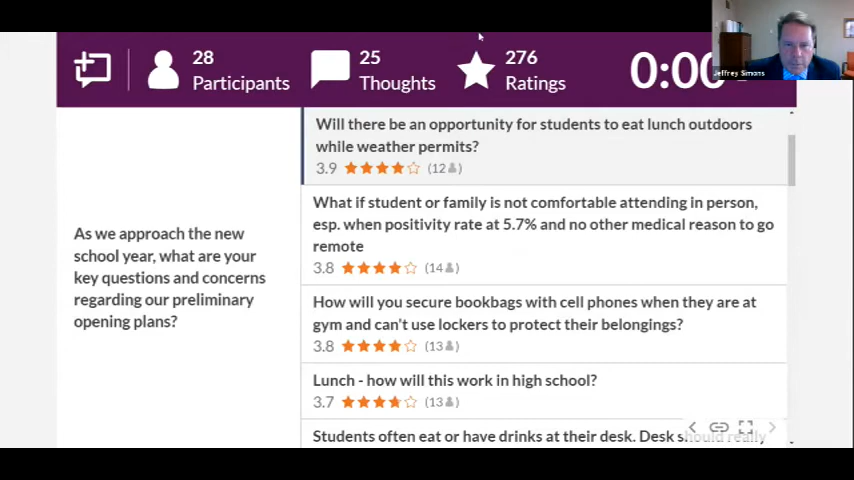 28
Participants
25
Thoughts
276
Ratings
0:00
Jeffrey Simons
As we approach the new
school year, what are your
key questions and concerns
regarding our preliminary
opening plans?
Will there be an opportunity for students to eat lunch outdoors
while weather permits?
3.9 (12)
What if student or family is not comfortable attending in person,
esp. when positivity rate at 5.7% and no other medical reason to go
remote
3.8 (14)
How will you secure bookbags with cell phones when they are at
gym and can't use lockers to protect their belongings?
3.8 (13)
Lunch - how will this work in high school?
3.7 (13)
Students often eat or have drinks at their desk. Desk should really